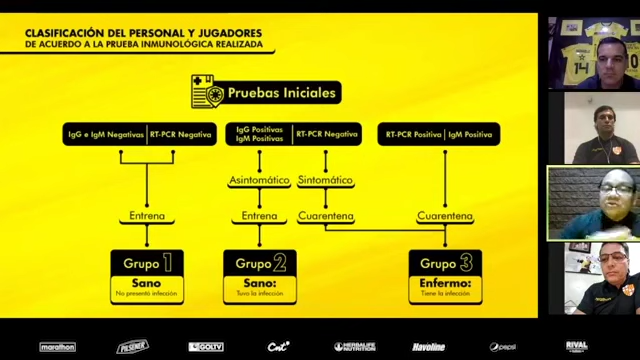 CLASIFICACIÓN DEL PERSONAL Y JUGADORES
DE ACUERDO A LA PRUEBA INMUNOLÓGICA REALIZADA
Pruebas Iniciales
IgG e IgM Negativas | RT-PCR Negativa
IgG Positivas
IgM Positivas | RT-PCR Negativa
RT-PCR Positiva | IgM Positiva
Asintomático
Sintomático
Entrena
Entrena
Cuarentena
Cuarentena
Grupo 1
Sano
No presentó infección
Grupo 2
Sano:
Tuvo la infección
Grupo 3
Enfermo:
Tiene la infección
marathon
PILSENER
GOLTV
Cnt
HERBALIFE
NUTRITION
Havoline
pepsi
RIVAL
14